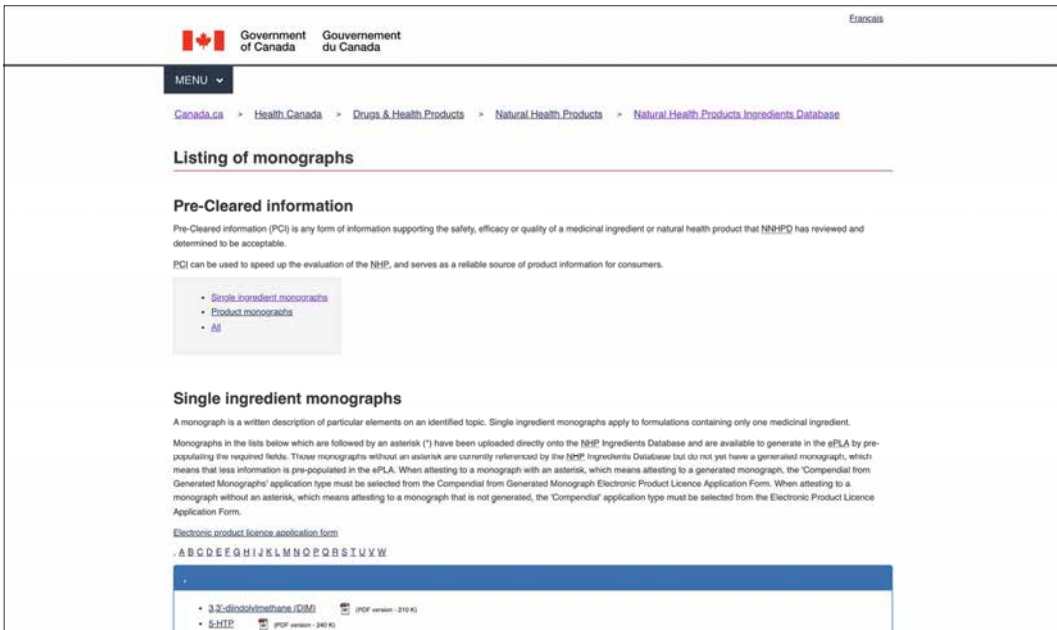 Français
Government of Canada
Gouvernement du Canada
MENU
Canada.ca > Health Canada > Drugs & Health Products > Natural Health Products > Natural Health Products Ingredients Database
Listing of monographs
Pre-Cleared information
Pre-Cleared information (PCI) is any form of information supporting the safety, efficacy or quality of a medicinal ingredient or natural health product that NNHPD has reviewed and
determined to be acceptable.
PCI can be used to speed up the evaluation of the NHP, and serves as a reliable source of product information for consumers.
• Single ingredient monographs
• Product monographs
• All
Single ingredient monographs
A monograph is a written description of particular elements on an identified topic. Single ingredient monographs apply to formulations containing only one medicinal ingredient.
Monographs in the lists below which are followed by an asterisk (*) have been uploaded directly onto the NHP Ingredients Database and are available to generate in the ePLA by pre-
populating the required fields. Those monographs without an asterisk are currently referenced by the NHP Ingredients Database but do not yet have a generated monograph, which
means that less information is pre-populated in the ePLA. When attesting to a monograph with an asterisk, which means attesting to a generated monograph, the 'Compendial from
Generated Monographs' application type must be selected from the Compendial from Generated Monograph Electronic Product Licence Application Form. When attesting to a
monograph without an asterisk, which means attesting to a monograph that is not generated, the 'Compendial' application type must be selected from the Electronic Product Licence
Application Form.
Electronic product licence application form
. A B C D E F G H I J K L M N O P Q R S T U V W
.
• 3,3'-diindolylmethane (DIM) (PDF version - 210 K)
• 5-HTP (PDF version - 240 K)